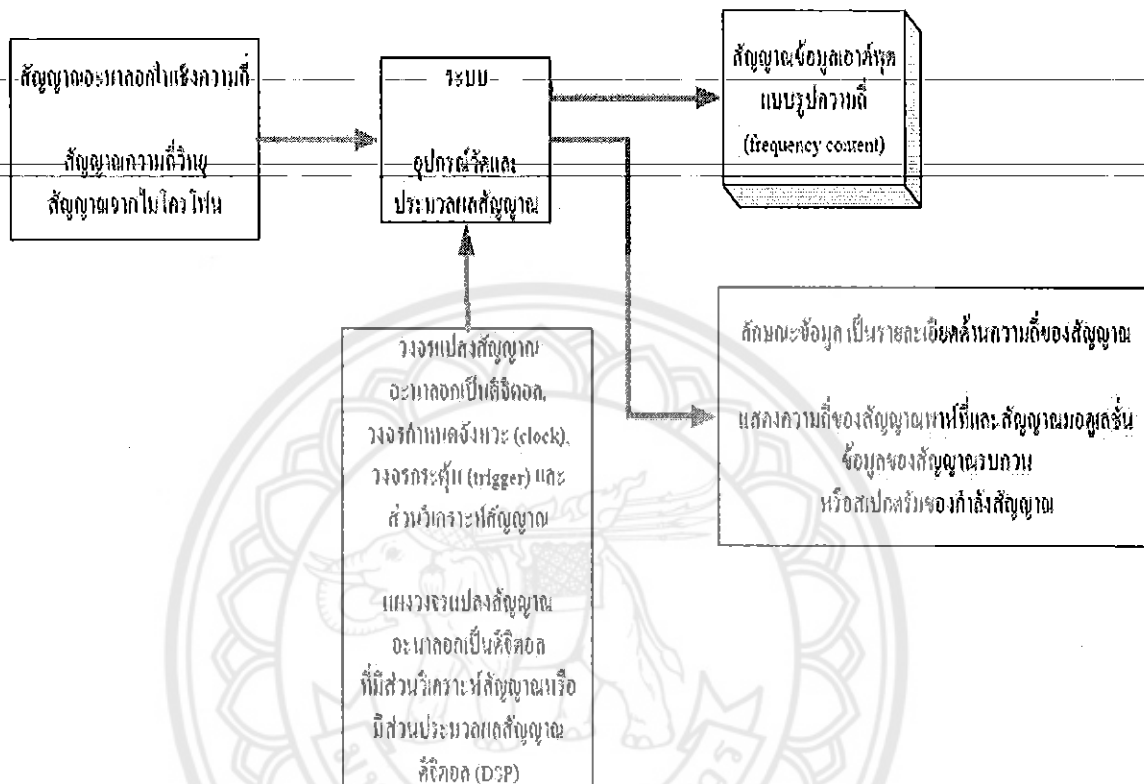 สัญญาณอะนาลอกในเชิงความถี่
สัญญาณความถี่วิทยุ
สัญญาณจากไมโครโฟน
ระบบ
อุปกรณ์วัดและ
ประมวลผลสัญญาณ
สัญญาณข้อมูลเอาท์พุต
แบบรูปความถี่
(frequency content)
วงจรแปลงสัญญาณ
อะนาลอกเป็นดิจิตอล,
วงจรกำหนดจังหวะ (clock),
วงจรกระตุ้น (trigger) และ
ส่วนวิเคราะห์สัญญาณ
แผงวงจรแปลงสัญญาณ
อะนาลอกเป็นดิจิตอล
ที่มีส่วนวิเคราะห์สัญญาณหรือ
มีส่วนประมวลผลสัญญาณ
ดิจิตอล (DSP)
ลักษณะข้อมูล เป็นรายละเอียดด้านความถี่ของสัญญาณ
แสดงความถี่ของสัญญาณพาห์ที่และ สัญญาณมอดูเลชั่น
ข้อมูลของสัญญาณรบกวน
หรือสเปกตรัมของกำลังสัญญาณ